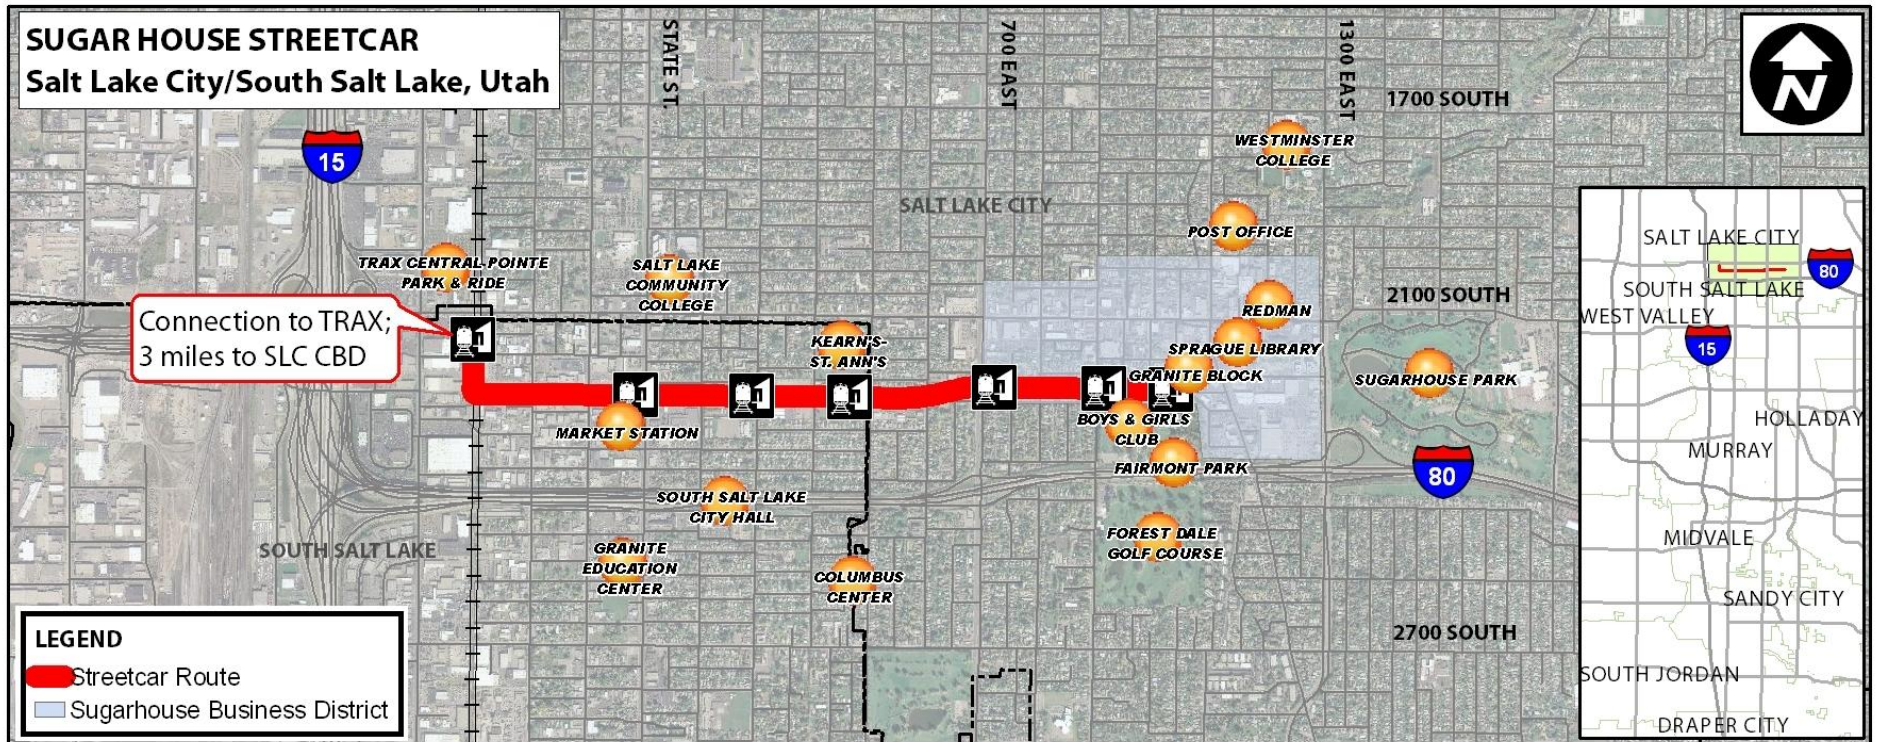 SUGAR HOUSE STREETCAR
Salt Lake City/South Salt Lake, Utah
STATE ST.
700 EAST
1300 EAST
1700 SOUTH
N
15
WESTMINSTER
COLLEGE
SALT LAKE CITY
POST OFFICE
TRAX CENTRAL-POINTE
PARK & RIDE
SALT LAKE
COMMUNITY
COLLEGE
2100 SOUTH
REDMAN
Connection to TRAX;
3 miles to SLC CBD
KEARN'S-
ST. ANN'S
SPRAGUE LIBRARY
GRANITE BLOCK
SUGARHOUSE PARK
MARKET STATION
BOYS & GIRLS
CLUB
FAIRMONT PARK
80
SOUTH SALT LAKE
CITY HALL
SOUTH SALT LAKE
GRANITE
EDUCATION
CENTER
FOREST DALE
GOLF COURSE
COLUMBUS
CENTER
2700 SOUTH
LEGEND
Streetcar Route
Sugarhouse Business District
SALT LAKE CITY
80
SOUTH SALT LAKE
WEST VALLEY
15
HOLLADAY
MURRAY
MIDVALE
SANDY CITY
SOUTH JORDAN
DRAPER CITY